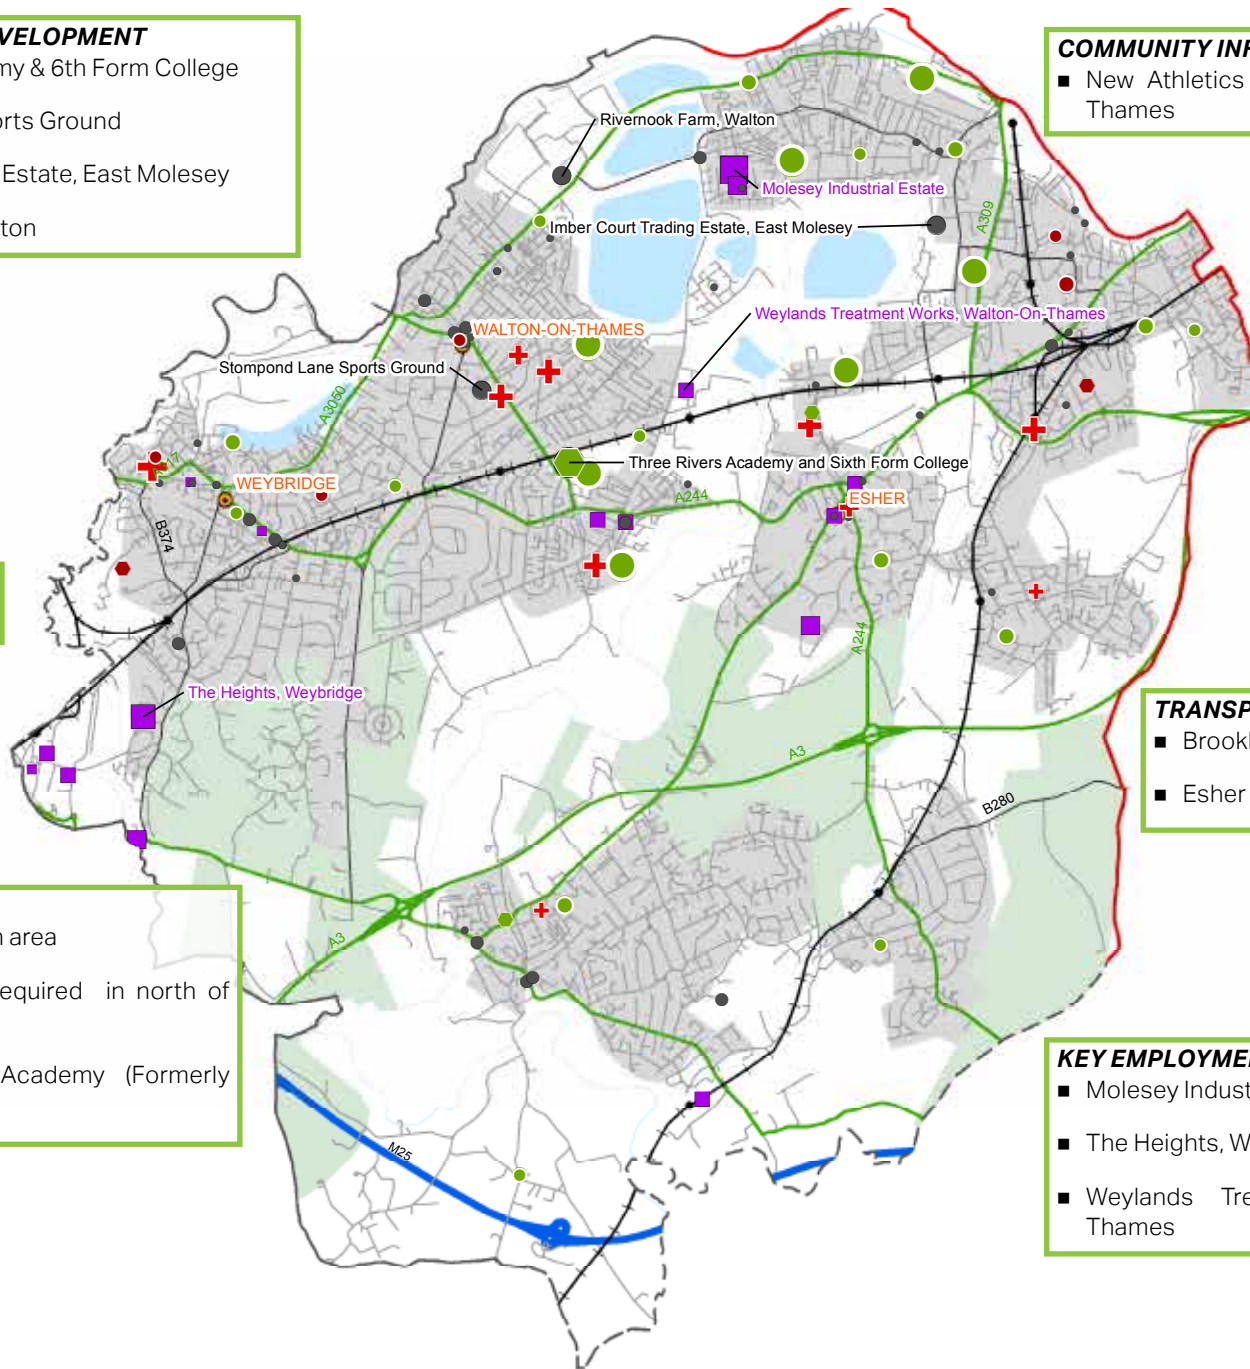 VELOPMENT
my & 6th Form College
orts Ground
Estate, East Molesey
ton
COMMUNITY INF
■ New Athletics
Thames
Rivernook Farm, Walton
Molesey Industrial Estate
Imber Court Trading Estate, East Molesey
A309
Weylands Treatment Works, Walton-On-Thames
WALTON-ON-THAMES
Stompond Lane Sports Ground
A3050
Three Rivers Academy and Sixth Form College
WEYBRIDGE
A244
ESHER
B374
A244
The Heights, Weybridge
TRANSP
■ Brookl
■ Esher
A3
B280
n area
equired in north of
Academy (Formerly
A3
KEY EMPLOYMEN
■ Molesey Indust
■ The Heights, W
■ Weylands Tre
Thames
M25